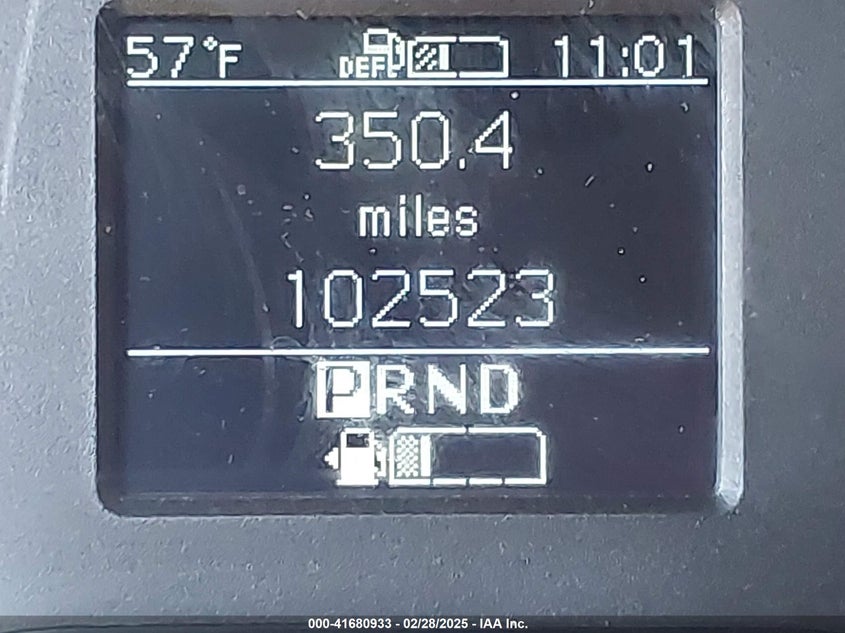 57°F DEF 11:01
350.4
miles
102523
PRND
000-41680933 - 02/28/2025 - IAA Inc.